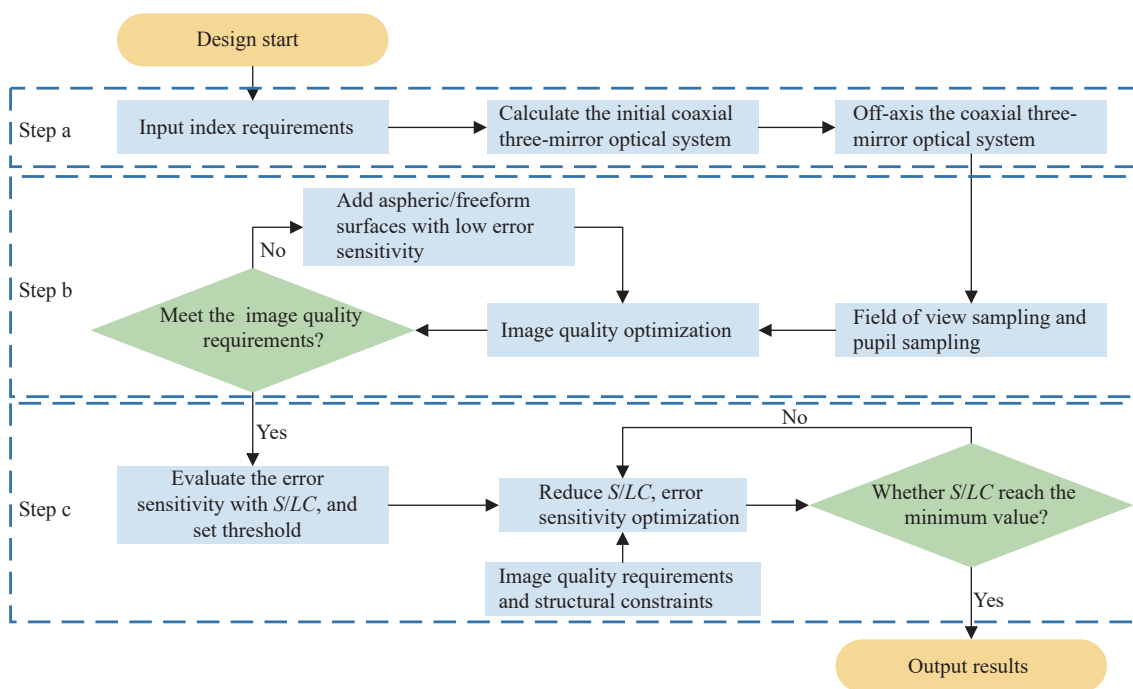 Design start
Step a
Input index requirements
Calculate the initial coaxial
three-mirror optical system
Off-axis the coaxial three-
mirror optical system
Step b
Add aspheric/freeform
surfaces with low error
sensitivity
No
Meet the image quality
requirements?
Image quality optimization
Field of view sampling and
pupil sampling
Yes
No
Step c
Evaluate the error
sensitivity with S/LC, and
set threshold
Reduce S/LC, error
sensitivity optimization
Whether S/LC reach the
minimum value?
Image quality requirements
and structural constraints
Yes
Output results